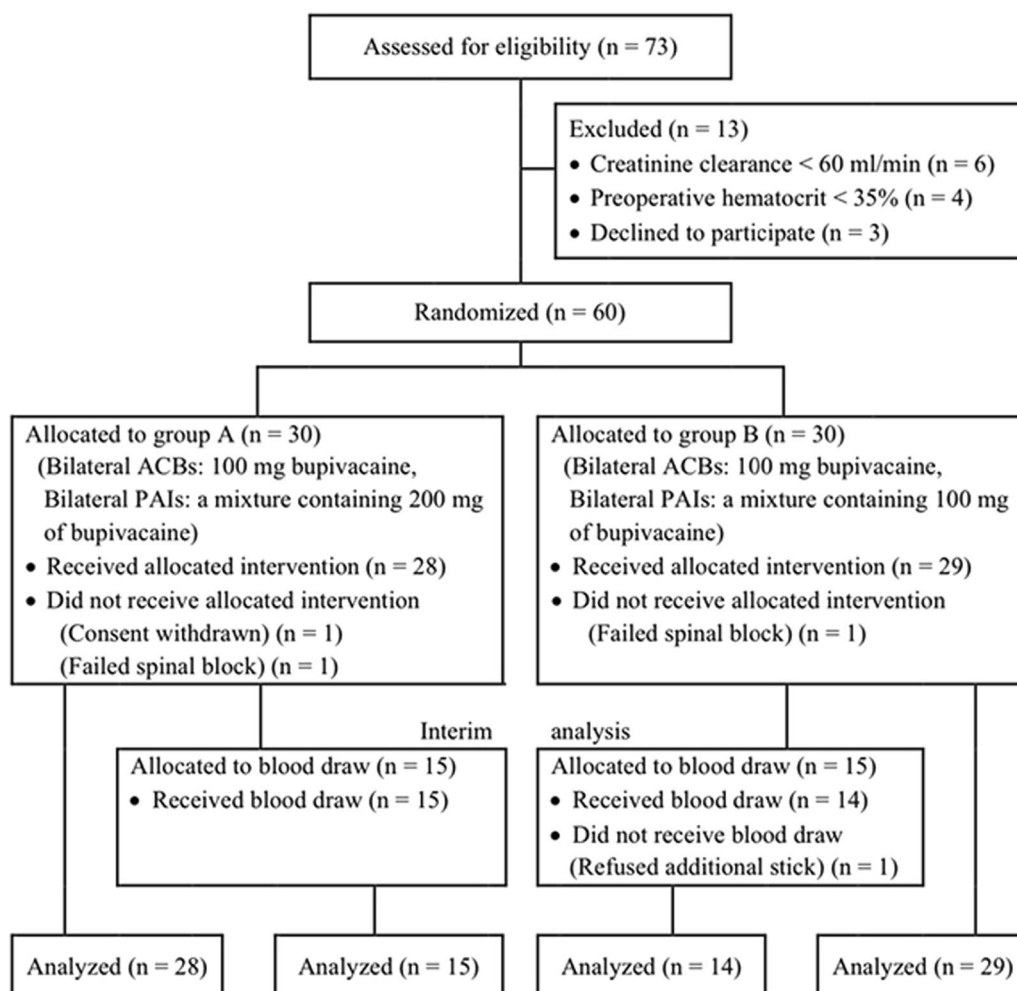 Assessed for eligibility (n = 73)
Excluded (n = 13)
• Creatinine clearance < 60 ml/min (n = 6)
• Preoperative hematocrit < 35% (n = 4)
• Declined to participate (n = 3)
Randomized (n = 60)
Allocated to group A (n = 30)
(Bilateral ACBs: 100 mg bupivacaine,
Bilateral PAIs: a mixture containing 200 mg
of bupivacaine)
• Received allocated intervention (n = 28)
• Did not receive allocated intervention
(Consent withdrawn) (n = 1)
(Failed spinal block) (n = 1)
Allocated to group B (n = 30)
(Bilateral ACBs: 100 mg bupivacaine,
Bilateral PAIs: a mixture containing 100 mg
of bupivacaine)
• Received allocated intervention (n = 29)
• Did not receive allocated intervention
(Failed spinal block) (n = 1)
Interim analysis
Allocated to blood draw (n = 15)
• Received blood draw (n = 15)
Allocated to blood draw (n = 15)
• Received blood draw (n = 14)
• Did not receive blood draw
(Refused additional stick) (n = 1)
Analyzed (n = 28)
Analyzed (n = 15)
Analyzed (n = 14)
Analyzed (n = 29)